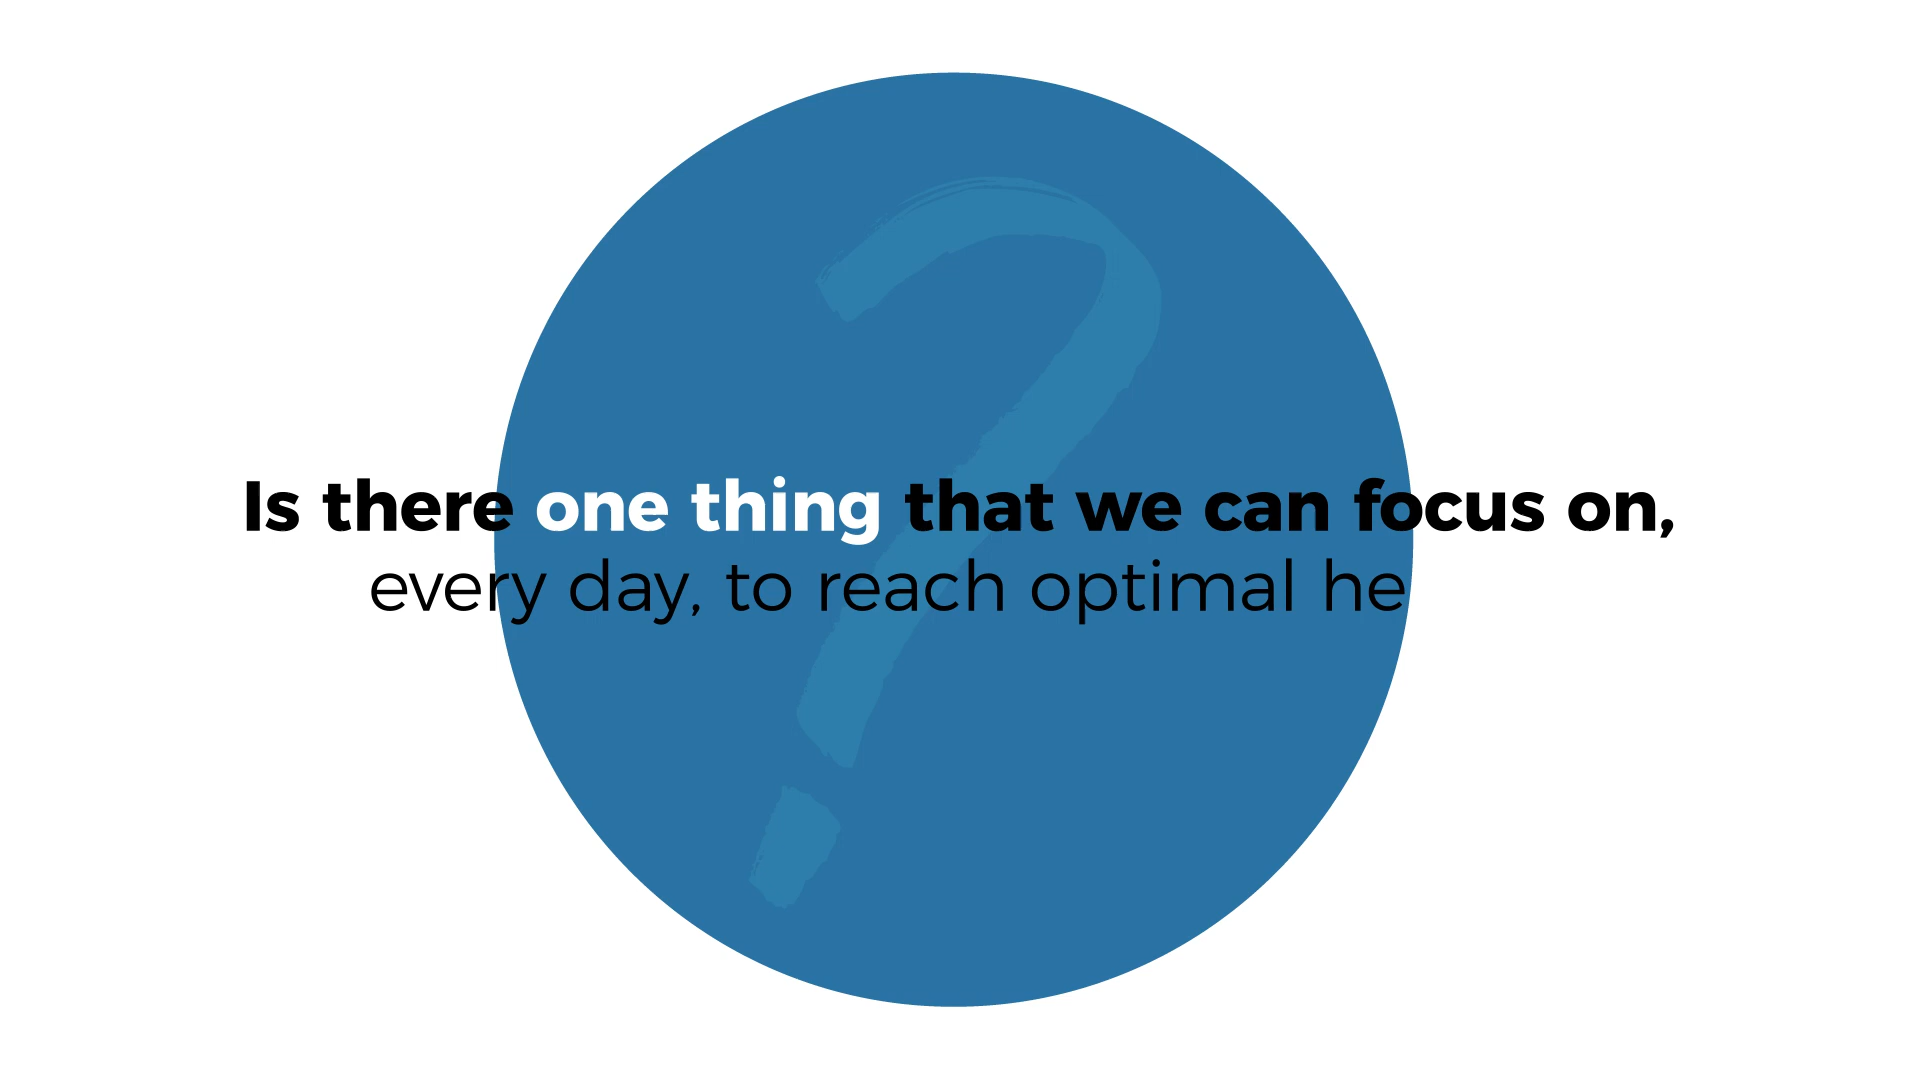 Is there one thing that we can focus on,
every day, to reach optimal he